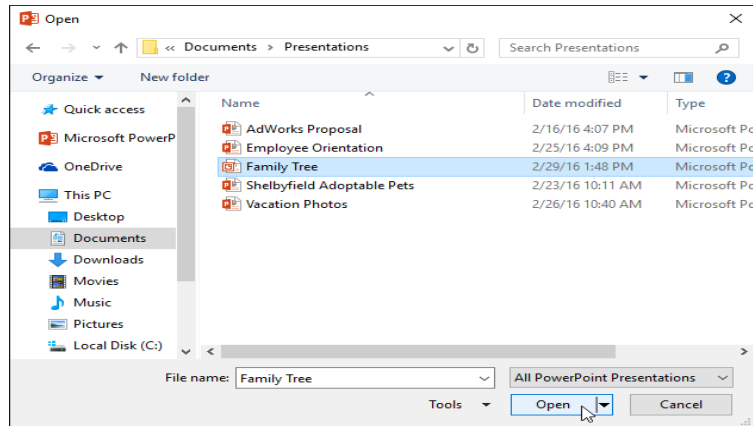 Open
« Documents > Presentations
Search Presentations
Organize
New folder
Name Date modified Type
Quick access
Microsoft PowerP
OneDrive
This PC
Desktop
Documents
Downloads
Movies
Music
Pictures
Local Disk (C:)
AdWorks Proposal 2/16/16 4:07 PM Microsoft Po
Employee Orientation 2/25/16 4:09 PM Microsoft Po
Family Tree 2/29/16 1:48 PM Microsoft Po
Shelbyfield Adoptable Pets 2/23/16 10:11 AM Microsoft Po
Vacation Photos 2/26/16 10:40 AM Microsoft Po
File name: Family Tree All PowerPoint Presentations
Tools Open Cancel